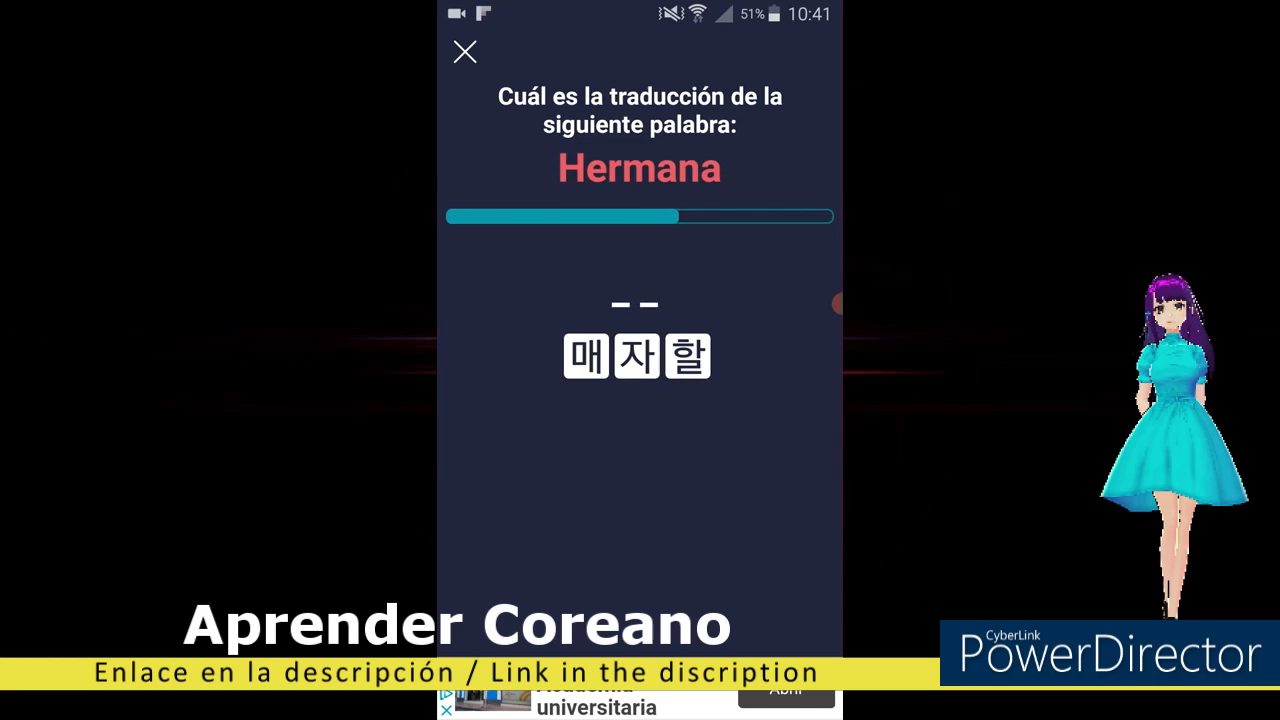 51% 10:41
Cuál es la traducción de la
siguiente palabra:
Hermana
매 자 할
Aprender Coreano
Enlace en la descripción / Link in the discription
CyberLink
PowerDirector
universitaria